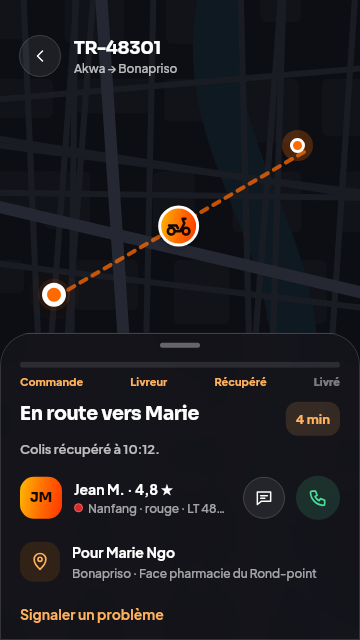 TR-48301
Akwa → Bonapriso
Commande Livreur Récupéré Livré
En route vers Marie
4 min
Colis récupéré à 10:12.
JM
Jean M. · 4,8 ★
Nanfang · rouge · LT 48...
Pour Marie Ngo
Bonapriso · Face pharmacie du Rond-point
Signaler un problème